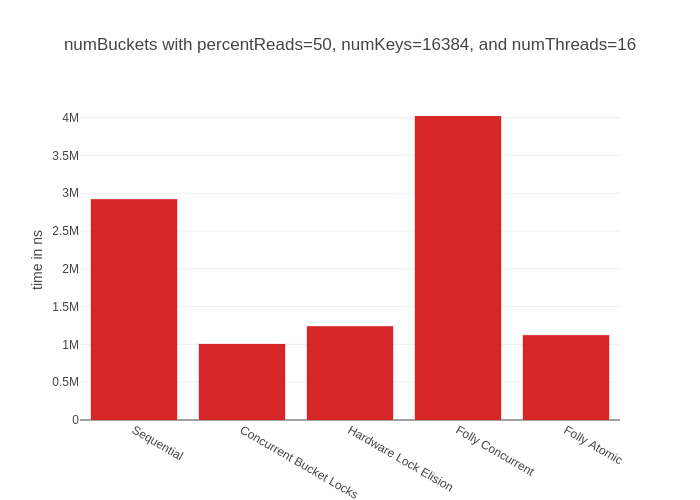 numBuckets with percentReads=50, numKeys=16384, and numThreads=16
4M
3.5M
3M
2.5M
2M
1.5M
1M
0.5M
0
time in ns
Sequential
Concurrent Bucket Locks
Hardware Lock Elision
Folly Concurrent
Folly Atomic